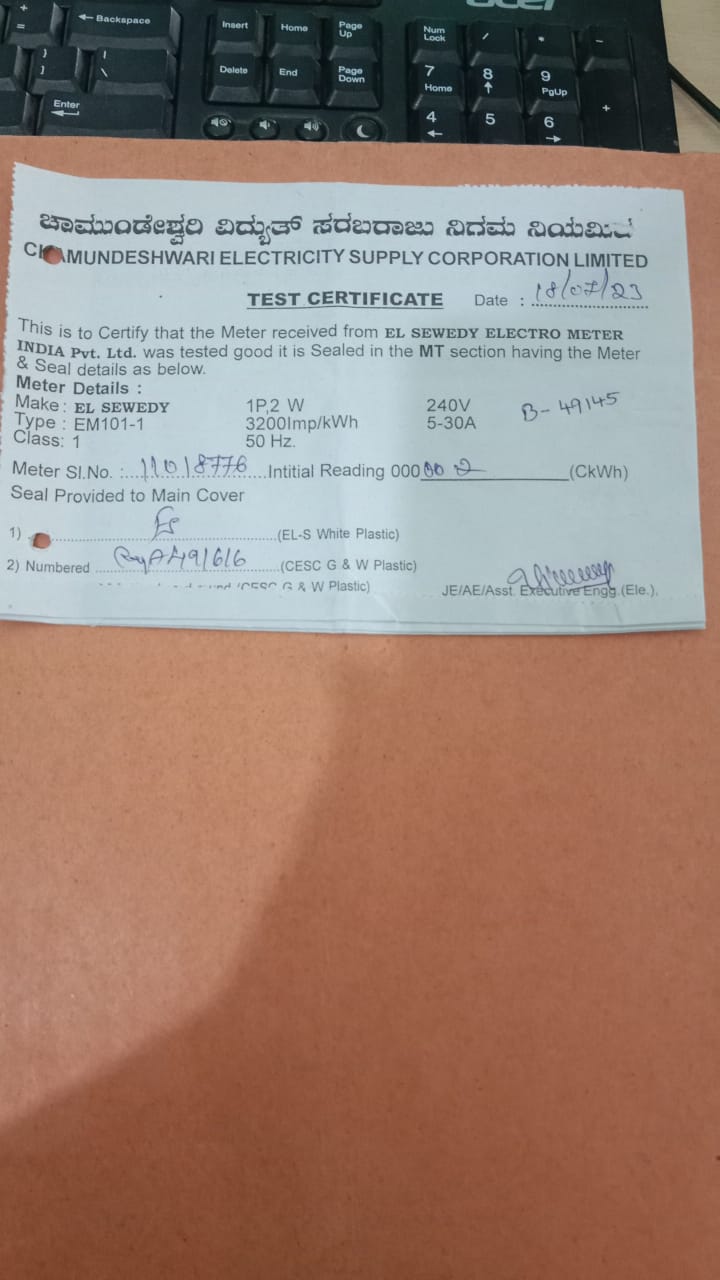 acer
+
=
← Backspace
Insert
Home
Page Up
Num Lock
/
*
-
}
]
|
\
Delete
End
Page Down
7 Home
8
9 PgUp
+
Enter
4
5
6
ಚಾಮುಂಡೇಶ್ವರಿ ವಿದ್ಯುತ್ ಸರಬರಾಜು ನಿಗಮ ನಿಯಮಿತ
CHAMUNDESHWARI ELECTRICITY SUPPLY CORPORATION LIMITED
TEST CERTIFICATE Date : 18/07/23
This is to Certify that the Meter received from EL SEWEDY ELECTRO METER
INDIA Pvt. Ltd. was tested good it is Sealed in the MT section having the Meter
& Seal details as below.
Meter Details :
Make : EL SEWEDY 1P,2 W 240V B- 49145
Type : EM101-1 3200Imp/kWh 5-30A
Class: 1 50 Hz.
Meter Sl.No. : 11018776 Intitial Reading 000 00 2 (CkWh)
Seal Provided to Main Cover
1) (EL-S White Plastic)
2) Numbered (CESC G & W Plastic)
(CESC G & W Plastic)
JE/AE/Asst. Executive Engg.(Ele.),